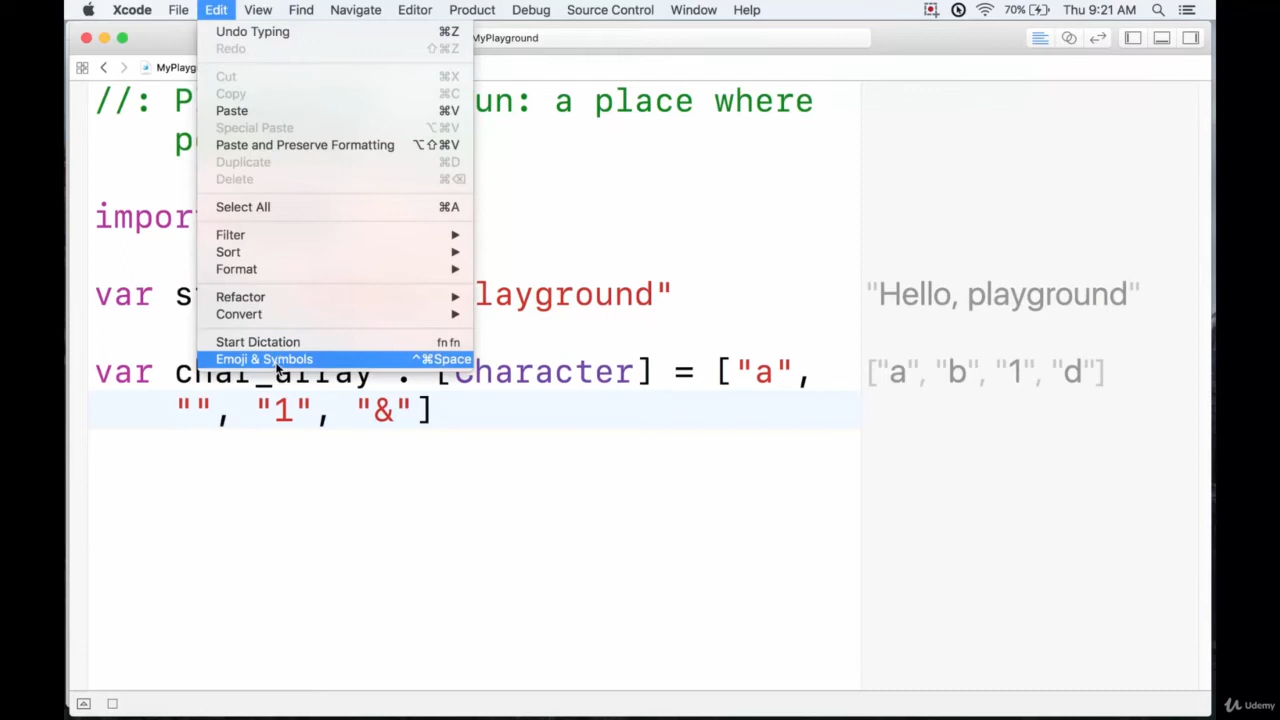 Xcode File Edit View Find Navigate Editor Product Debug Source Control Window Help 70% Thu 9:21 AM
MyPlayground
MyPlayg
Undo Typing ⌘Z
Redo ⇧⌘Z
Cut ⌘X
Copy ⌘C
Paste ⌘V
Special Paste ⌥⌘V
Paste and Preserve Formatting ⌥⇧⌘V
Duplicate ⌘D
Delete ⌘⌫
Select All ⌘A
Filter ▶
Sort ▶
Format ▶
Refactor ▶
Convert ▶
Start Dictation fn fn
Emoji & Symbols ^⌘Space
//: P un: a place where
p
impor
var s layground" "Hello, playground"
var char_array : [Character] = ["a", ["a", "b", "1", "d"]
"", "1", "&"]
Udemy